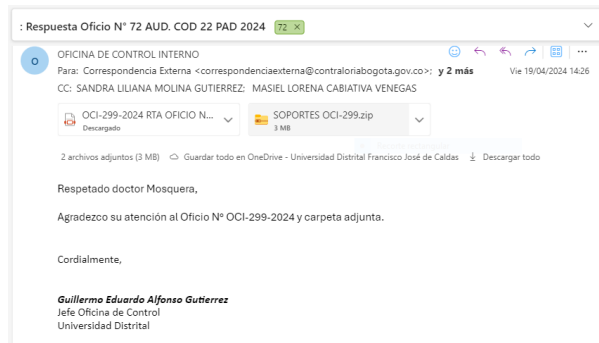 : Respuesta Oficio N° 72 AUD. COD 22 PAD 2024 72 ×
O
OFICINA DE CONTROL INTERNO
Para: Correspondencia Externa <correspondenciaexterna@contraloriabogota.gov.co>; y 2 más Vie 19/04/2024 14:26
CC: SANDRA LILIANA MOLINA GUTIERREZ; MASIEL LORENA CABIATIVA VENEGAS
OCI-299-2024 RTA OFICIO N... SOPORTES OCI-299.zip
Descargado 3 MB
2 archivos adjuntos (3 MB) Guardar todo en OneDrive - Universidad Distrital Francisco José de Caldas Descargar todo
Respetado doctor Mosquera,
Agradezco su atención al Oficio Nº OCI-299-2024 y carpeta adjunta.
Cordialmente,
Guillermo Eduardo Alfonso Gutierrez
Jefe Oficina de Control
Universidad Distrital